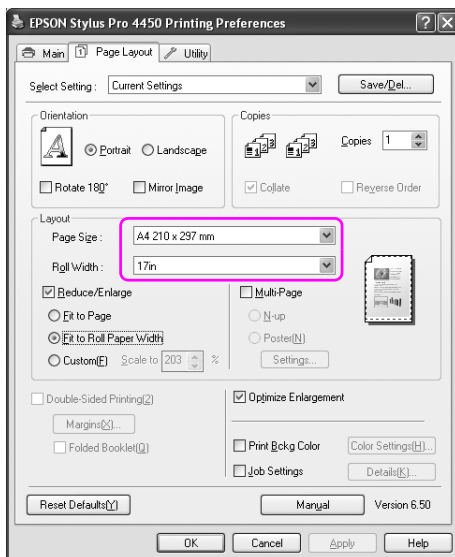 EPSON Stylus Pro 4450 Printing Preferences
Main Page Layout Utility
Select Setting : Current Settings Save/Del...
Orientation
Portrait Landscape
Rotate 180° Mirror Image
Copies
Copies 1
Collate Reverse Order
Layout
Page Size : A4 210 x 297 mm
Roll Width : 17in
Reduce/Enlarge
Fit to Page
Fit to Roll Paper Width
Custom(F) Scale to 203 %
Multi-Page
N-up
Poster(N)
Settings...
Double-Sided Printing(2)
Margins(X)...
Folded Booklet(Q)
Optimize Enlargement
Print Bckg Color Color Settings(H)...
Job Settings Details(K)...
Reset Defaults(Y) Manual Version 6.50
OK Cancel Apply Help